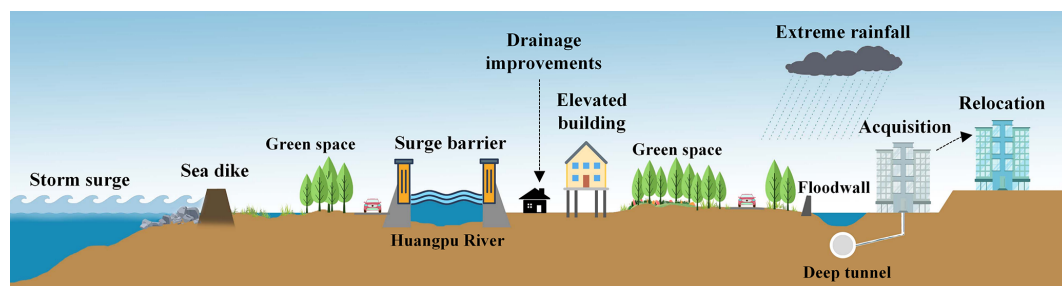 Storm surge
Sea dike
Green space
Surge barrier
Huangpu River
Drainage
improvements
Elevated
building
Green space
Extreme rainfall
Floodwall
Acquisition
Relocation
Deep tunnel